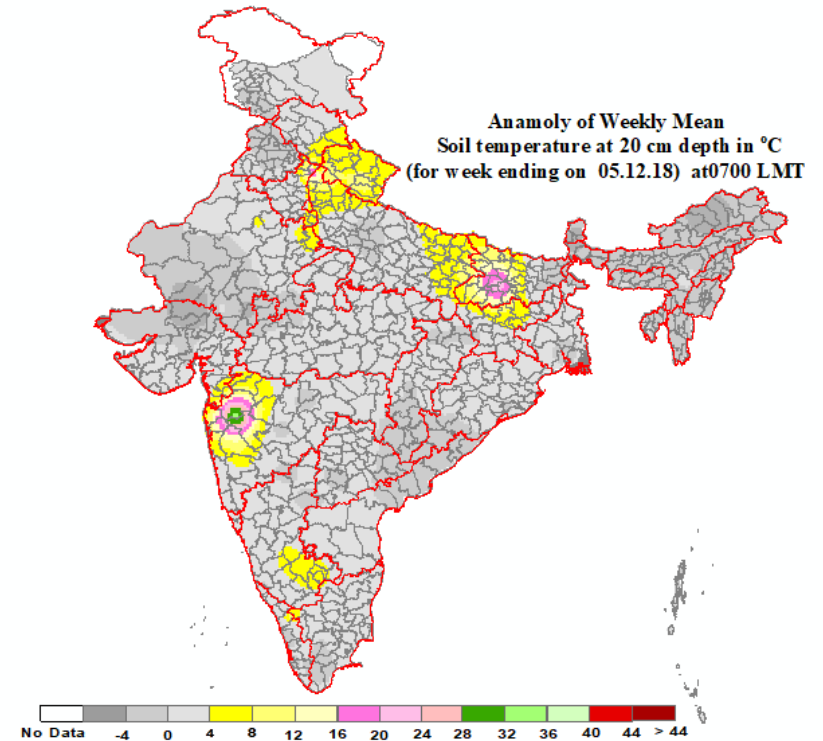 Anamoly of Weekly Mean
Soil temperature at 20 cm depth in ºC
(for week ending on 05.12.18) at0700 LMT
No Data -4 0 4 8 12 16 20 24 28 32 36 40 44 > 44